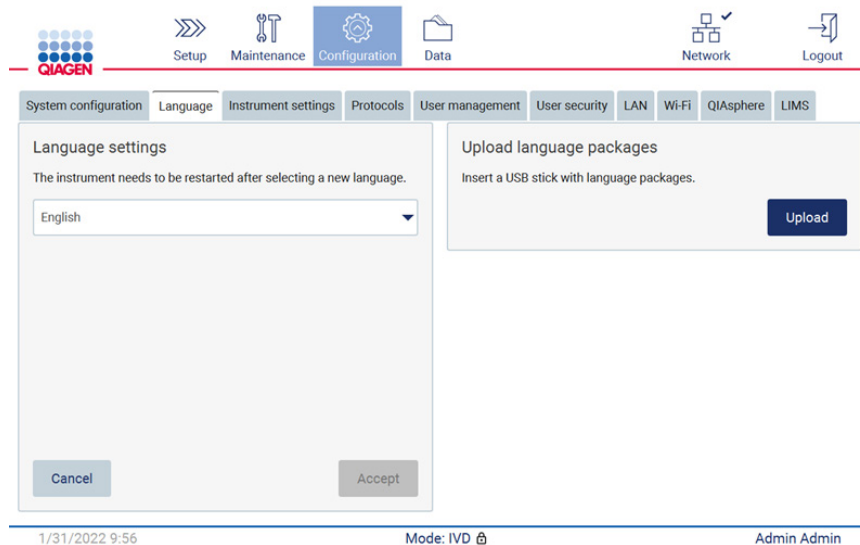 QIAGEN
Setup
Maintenance
Configuration
Data
Network
Logout
System configuration
Language
Instrument settings
Protocols
User management
User security
LAN
Wi-Fi
QIAsphere
LIMS
Language settings
The instrument needs to be restarted after selecting a new language.
English
Cancel
Accept
Upload language packages
Insert a USB stick with language packages.
Upload
1/31/2022 9:56
Mode: IVD
Admin Admin